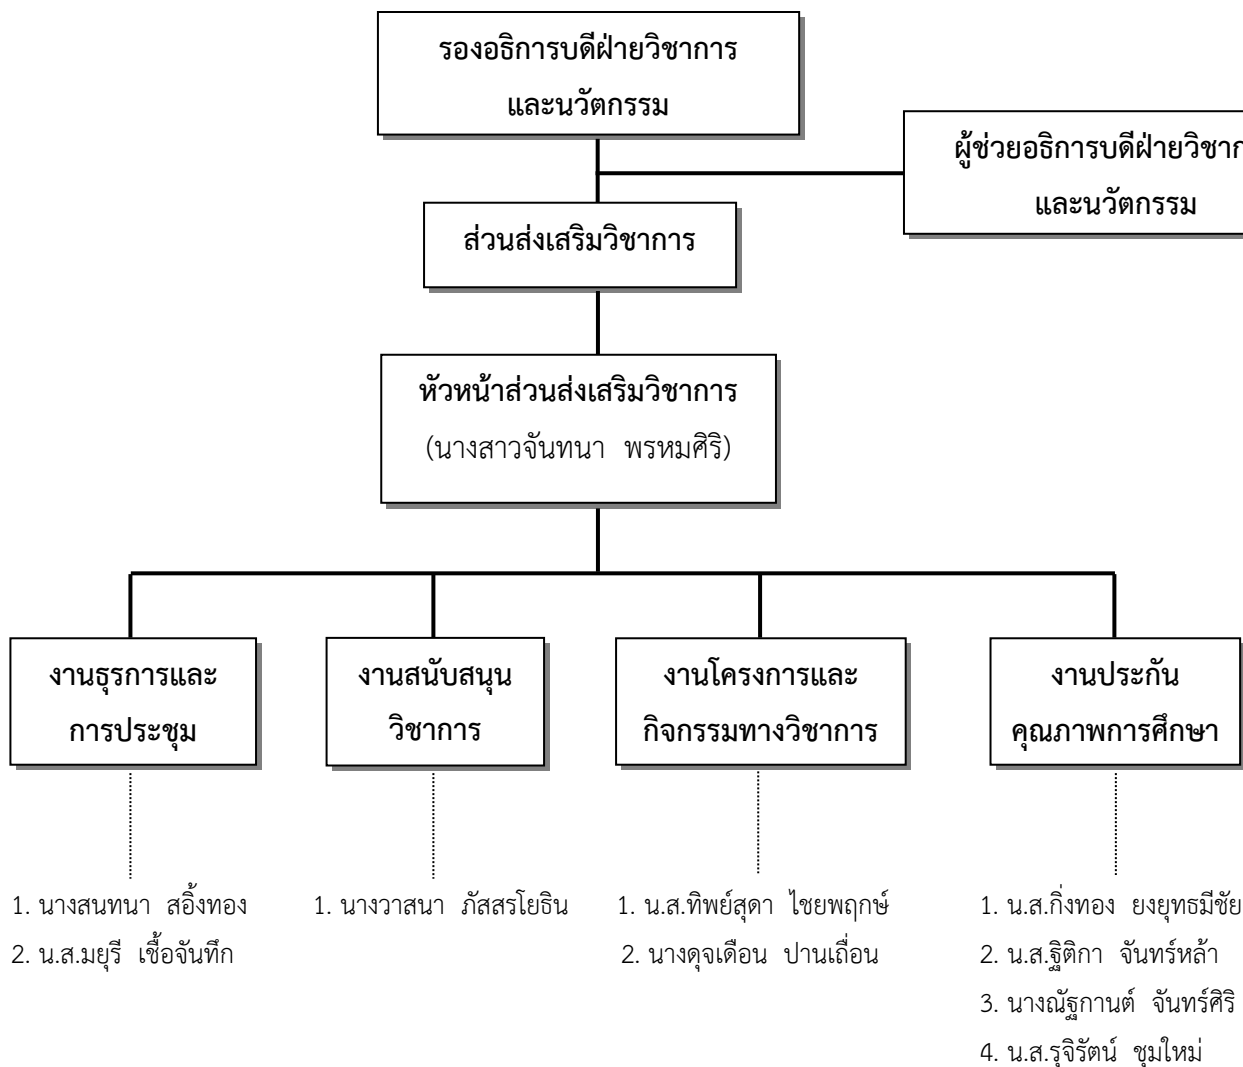 รองอธิการบดีฝ่ายวิชาการ
และนวัตกรรม
ผู้ช่วยอธิการบดีฝ่าย
และนวัตกรรม
ส่วนส่งเสริมวิชาการ
หัวหน้าส่วนส่งเสริมวิชาการ
(นางสาวจันทนา พรหมศิริ)
งานธุรการและ
การประชุม
งานสนับสนุน
วิชาการ
งานโครงการและ
กิจกรรมทางวิชาการ
งานประกัน
คุณภาพการศึกษา
1. นางสนทนา สอิ้งทอง
2. น.ส.มยุรี เชื้อจันทึก
1. นางวาสนา ภัสสรโยธิน
1. น.ส.ทิพย์สุดา ไชยพฤกษ์
2. นางดุจเดือน ปานเถื่อน
1. น.ส.กิ่งทอง ยงยุทธมีชัย
2. น.ส.ฐิติกา จันทร์หล้า
3. นางณัฐกานต์ จันทร์ศิริ
4. น.ส.รุจิรัตน์ ชุมใหม่